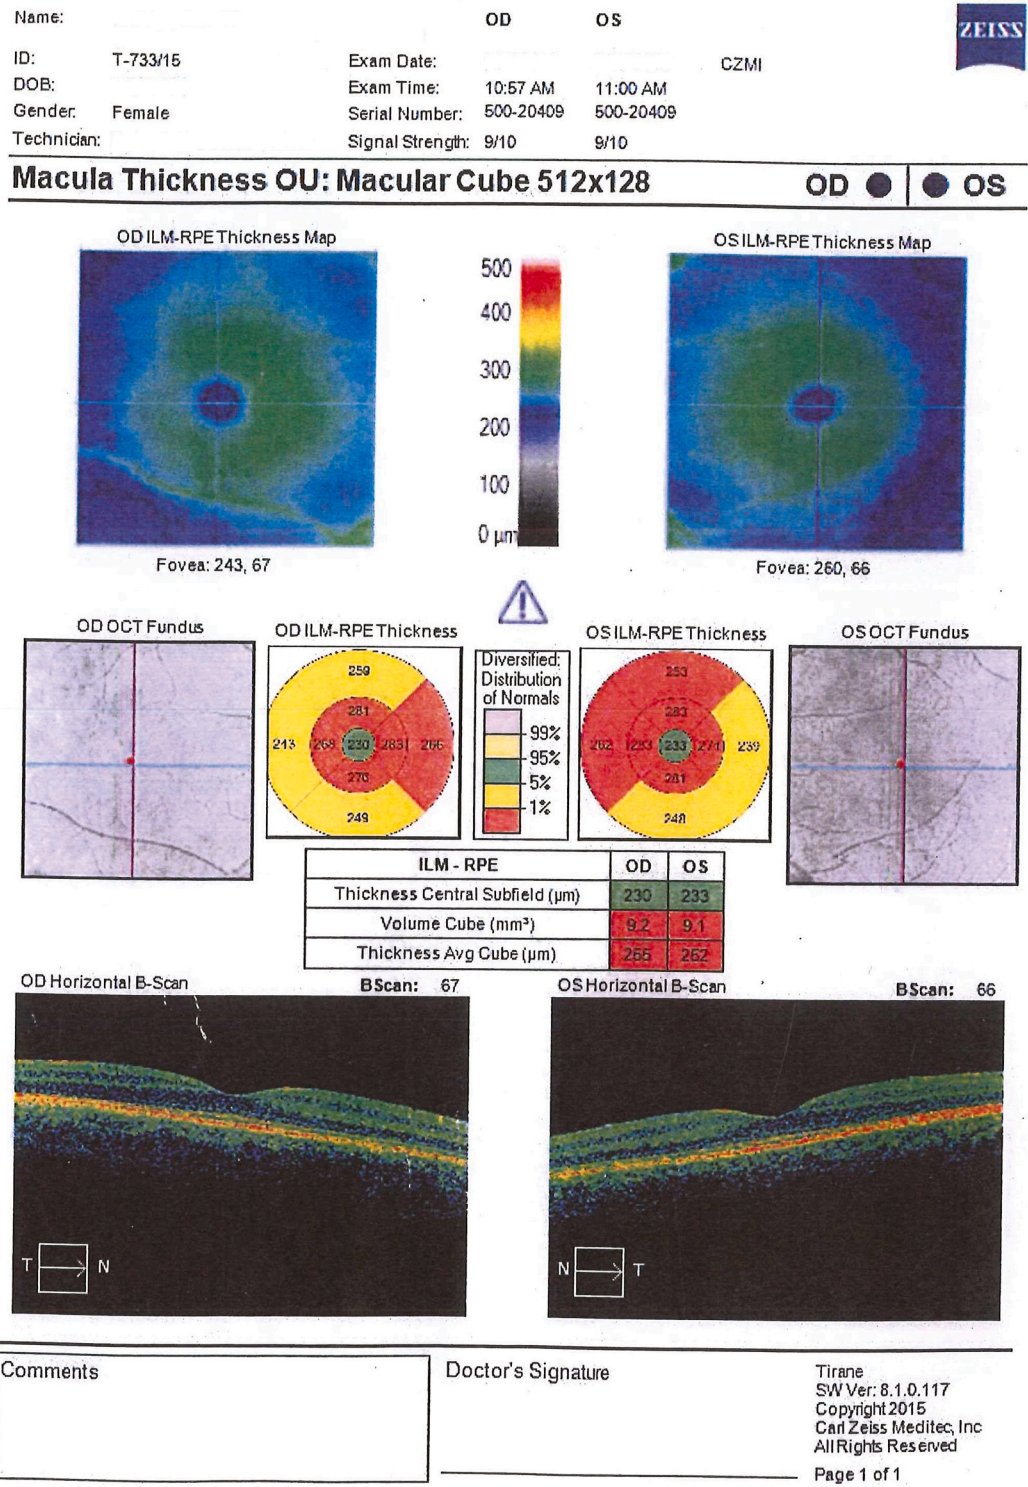 Name:
OD OS
ZEISS
ID: T-733/15 Exam Date: CZMI
DOB: Exam Time: 10:57 AM 11:00 AM
Gender: Female Serial Number: 500-20409 500-20409
Technician: Signal Strength: 9/10 9/10
Macula Thickness OU: Macular Cube 512x128 OD OS
OD ILM-RPE Thickness Map
OS ILM-RPE Thickness Map
500
400
300
200
100
0 µm
Fovea: 243, 67
Fovea: 260, 66
OD OCT Fundus
OD ILM-RPE Thickness
OS ILM-RPE Thickness
OS OCT Fundus
259
281
243 268 230 283 266
276
249
Diversified:
Distribution
of Normals
99%
95%
5%
1%
253
283
262 233 271 239
281
248
ILM - RPE OD OS
Thickness Central Subfield (µm) 230 233
Volume Cube (mm³) 9.2 9.1
Thickness Avg Cube (µm) 255 252
OD Horizontal B-Scan BScan: 67
OS Horizontal B-Scan BScan: 66
T N
N T
Comments
Doctor's Signature
Tirane
SW Ver: 8.1.0.117
Copyright 2015
Carl Zeiss Meditec, Inc
All Rights Reserved
Page 1 of 1